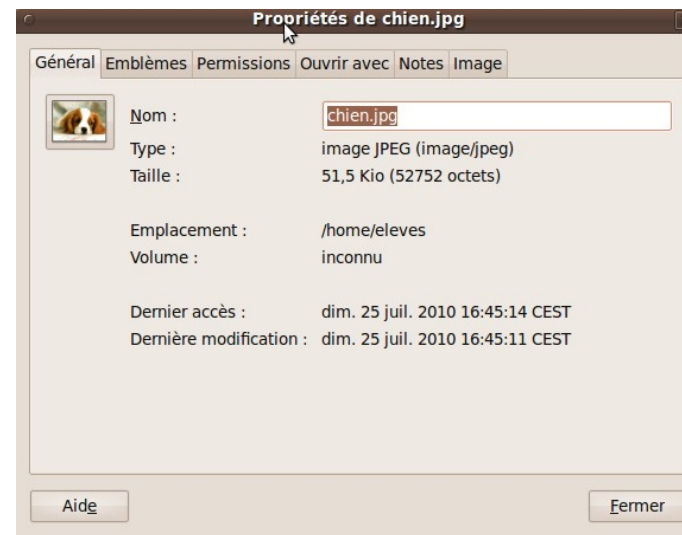 Propriétés de chien.jpg
Général Emblèmes Permissions Ouvrir avec Notes Image
Nom : chien.jpg
Type : image JPEG (image/jpeg)
Taille : 51,5 Kio (52752 octets)
Emplacement : /home/eleves
Volume : inconnu
Dernier accès : dim. 25 juil. 2010 16:45:14 CEST
Dernière modification : dim. 25 juil. 2010 16:45:11 CEST
Aide Fermer